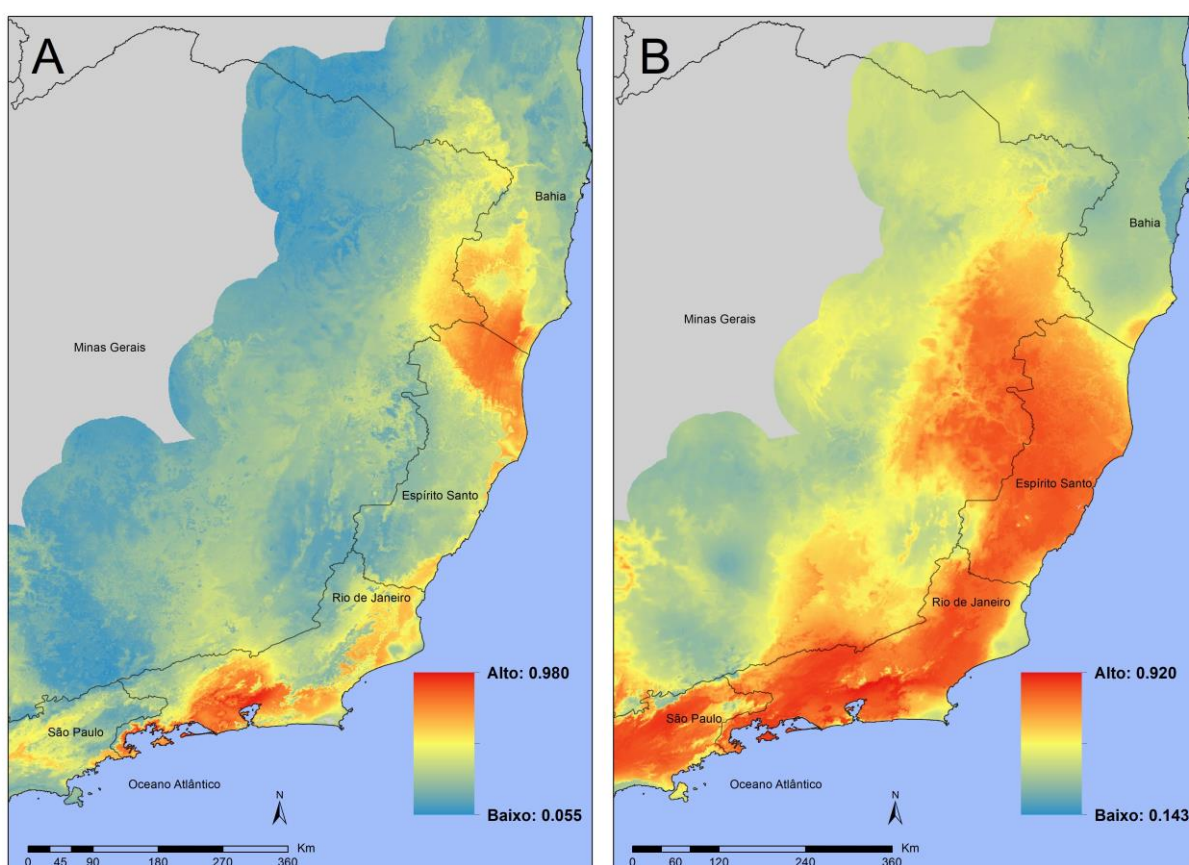 A
Bahia
Minas Gerais
Espírito Santo
Rio de Janeiro
Alto: 0.980
São Paulo
Oceano Atlântico
Baixo: 0.055
N
Km
0 45 90 180 270 360
B
Bahia
Minas Gerais
Espírito Santo
Rio de Janeiro
Alto: 0.920
São Paulo
Oceano Atlântico
Baixo: 0.143
N
Km
0 60 120 240 360